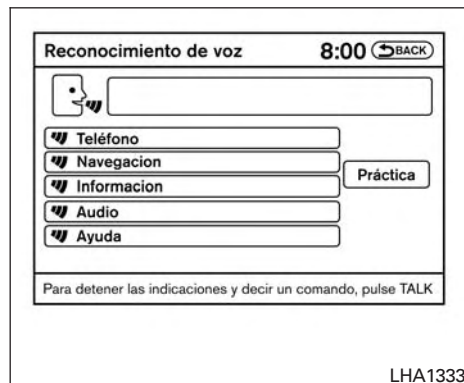 Reconocimiento de voz 8:00 BACK
Teléfono
Navegacion
Informacion
Práctica
Audio
Ayuda
Para detener las indicaciones y decir un comando, pulse TALK
LHA1333